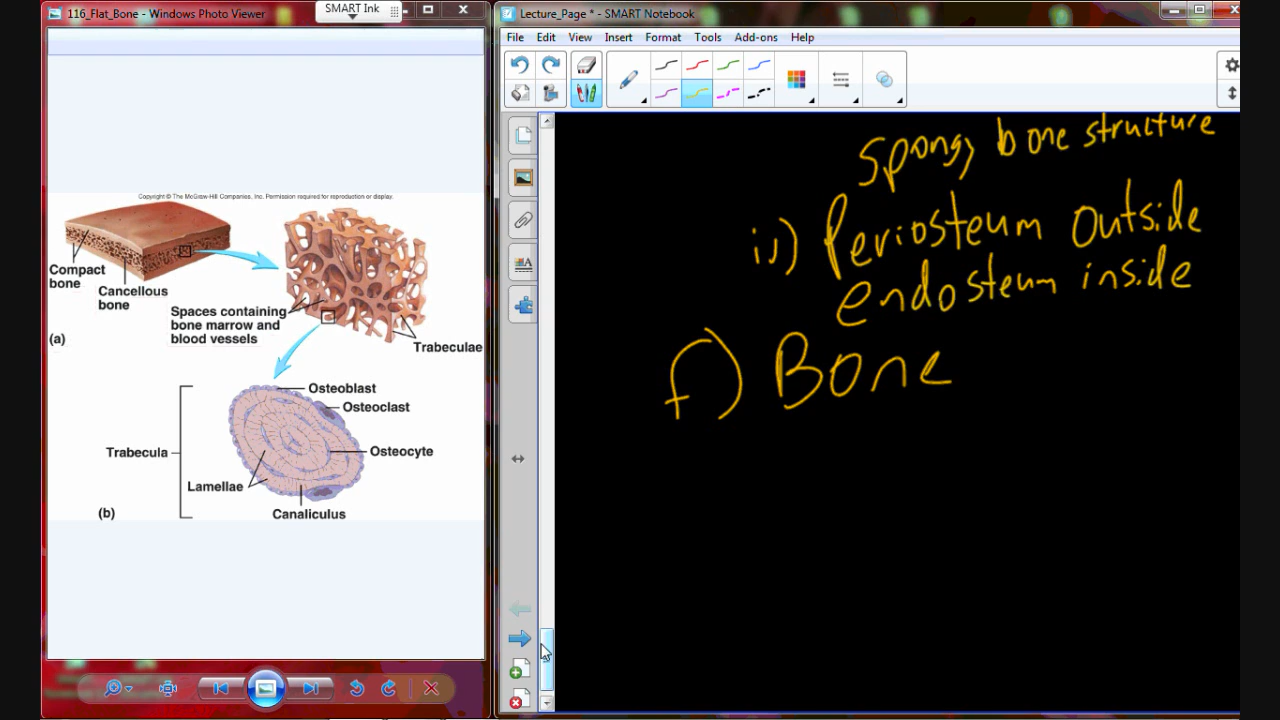 116_Flat_Bone - Windows Photo Viewer
SMART Ink
Copyright © The McGraw-Hill Companies, Inc. Permission required for reproduction or display.
Compact
bone
Cancellous
bone
(a)
Spaces containing
bone marrow and
blood vessels
Trabeculae
Osteoblast
Osteoclast
Trabecula
Osteocyte
Lamellae
(b)
Canaliculus
Lecture_Page * - SMART Notebook
File Edit View Insert Format Tools Add-ons Help
Spongy bone structure
iv) Periosteum outside
endosteum inside
f) Bone